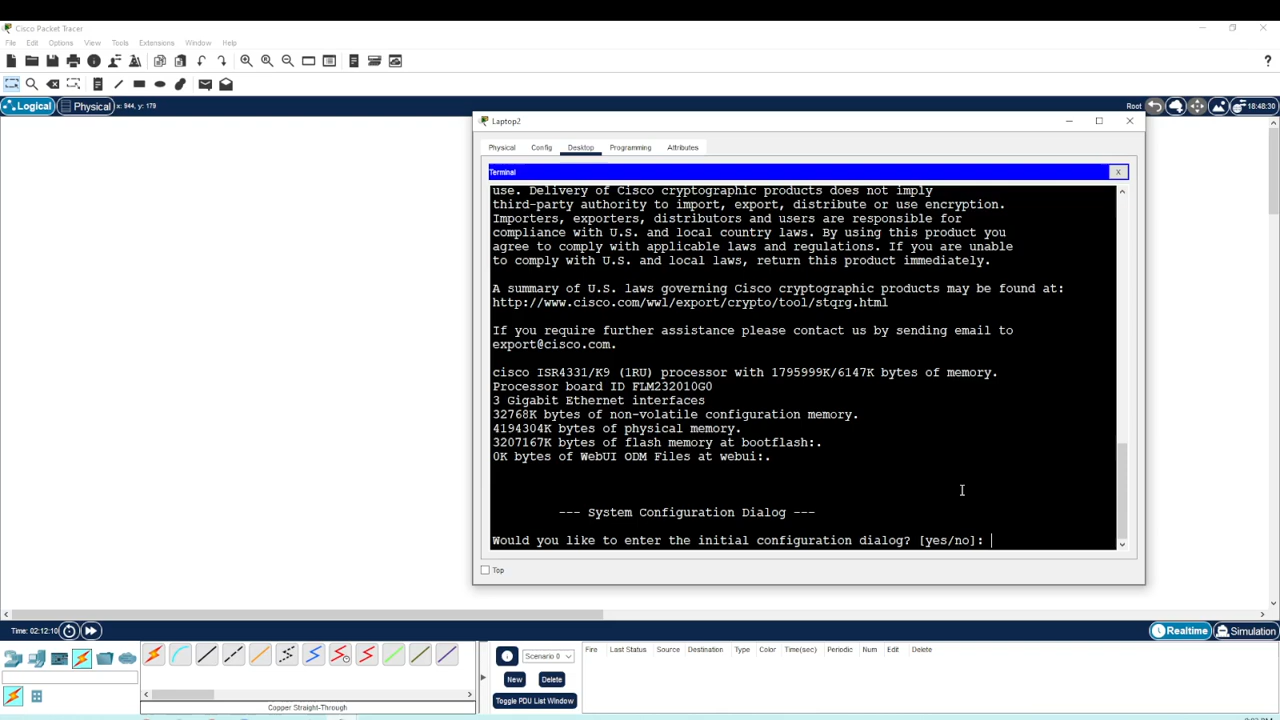 Cisco Packet Tracer
File Edit Options View Tools Extensions Window Help
Logical Physical x: 944, y: 179 Root 18:48:30
Laptop2
Physical Config Desktop Programming Attributes
Terminal X
use. Delivery of Cisco cryptographic products does not imply
third-party authority to import, export, distribute or use encryption.
Importers, exporters, distributors and users are responsible for
compliance with U.S. and local country laws. By using this product you
agree to comply with applicable laws and regulations. If you are unable
to comply with U.S. and local laws, return this product immediately.
A summary of U.S. laws governing Cisco cryptographic products may be found at:
http://www.cisco.com/wwl/export/crypto/tool/stqrg.html
If you require further assistance please contact us by sending email to
export@cisco.com.
cisco ISR4331/K9 (1RU) processor with 1795999K/6147K bytes of memory.
Processor board ID FLM232010G0
3 Gigabit Ethernet interfaces
32768K bytes of non-volatile configuration memory.
4194304K bytes of physical memory.
3207167K bytes of flash memory at bootflash:.
0K bytes of WebUI ODM Files at webui:.
--- System Configuration Dialog ---
Would you like to enter the initial configuration dialog? [yes/no]:
Top
Time: 02:12:10 Realtime Simulation
Scenario 0 Fire Last Status Source Destination Type Color Time(sec) Periodic Num Edit Delete
New Delete
Toggle PDU List Window
Copper Straight-Through